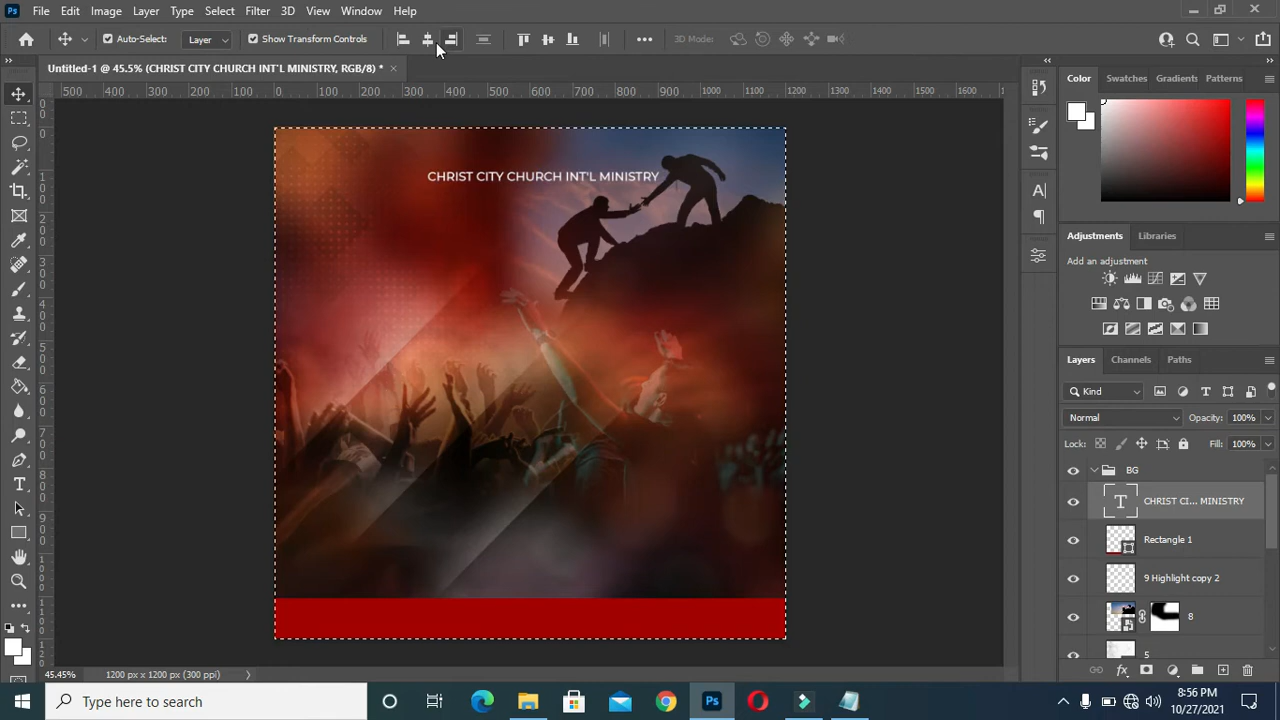 Ps File Edit Image Layer Type Select Filter 3D View Window Help
Auto-Select: Layer Show Transform Controls 3D Mode:
Untitled-1 @ 45.5% (CHRIST CITY CHURCH INT'L MINISTRY, RGB/8) *
500 400 300 200 100 0 100 200 300 400 500 600 700 800 900 1000 1100 1200 1300 1400 1500 1600
CHRIST CITY CHURCH INT'L MINISTRY
Color Swatches Gradients Patterns
Adjustments Libraries
Add an adjustment
Layers Channels Paths
Kind
Normal Opacity: 100%
Lock: Fill: 100%
BG
CHRIST CI... MINISTRY
Rectangle 1
9 Highlight copy 2
8
5
45.45% 1200 px x 1200 px (300 ppi)
Type here to search
Ps
8:56 PM
10/27/2021